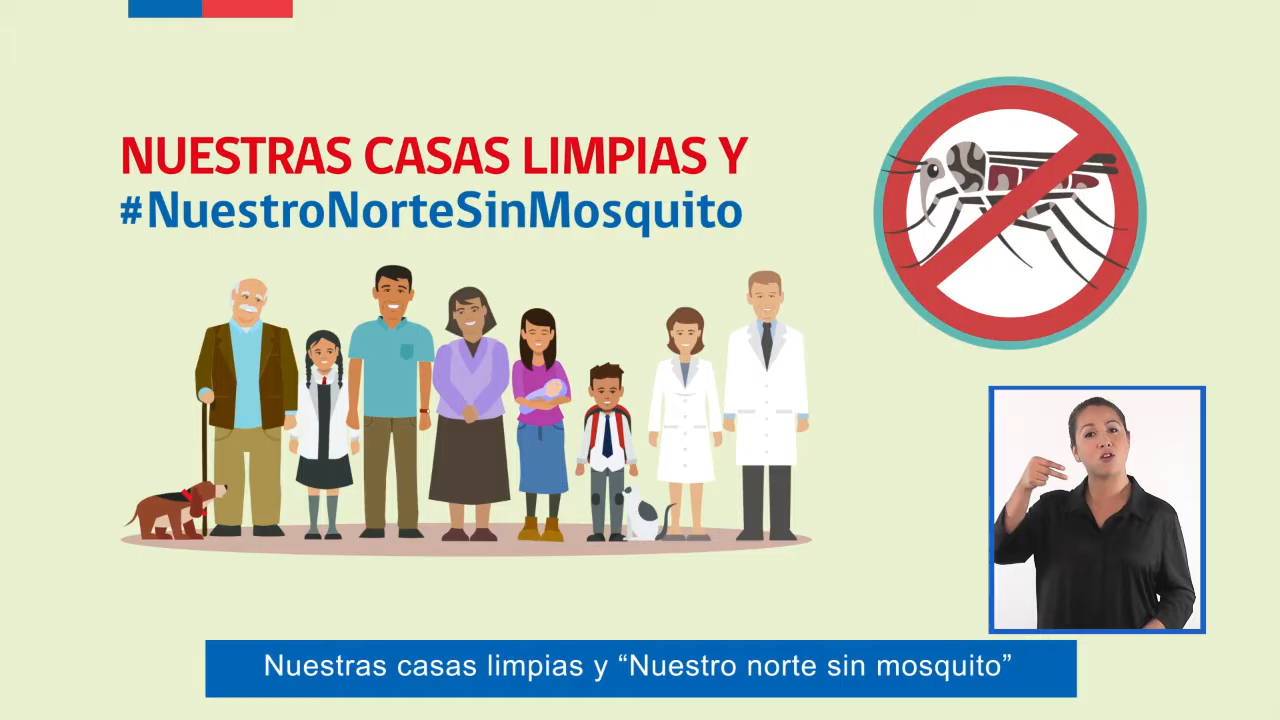 NUESTRAS CASAS LIMPIAS Y
#NuestroNorteSinMosquito
Nuestras casas limpias y “Nuestro norte sin mosquito”